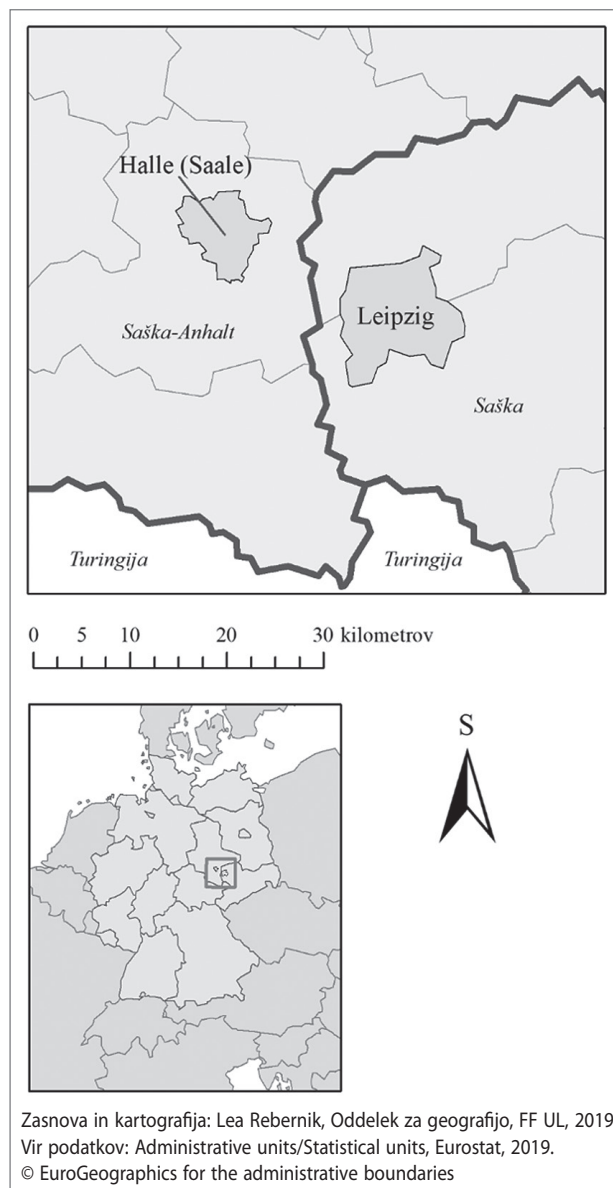 Halle (Saale)
Leipzig
Saška-Anhalt
Saška
Turingija
Turingija
0 5 10 20 30 kilometrov
S
Zasnova in kartografija: Lea Rebernik, Oddelek za geografijo, FF UL, 2019
Vir podatkov: Administrative units/Statistical units, Eurostat, 2019.
© EuroGeographics for the administrative boundaries